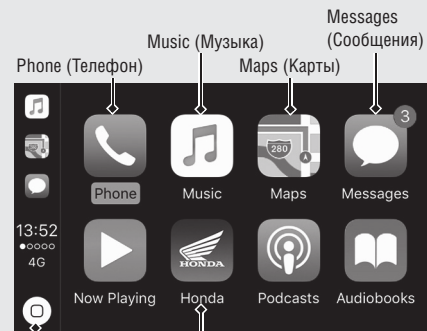 Messages
(Сообщения)
Music (Музыка)
Phone (Телефон)
Maps (Карты)
3
280
Phone
Music
Maps
Messages
13:52
4G
HONDA
Now Playing
Honda
Podcasts
Audiobooks